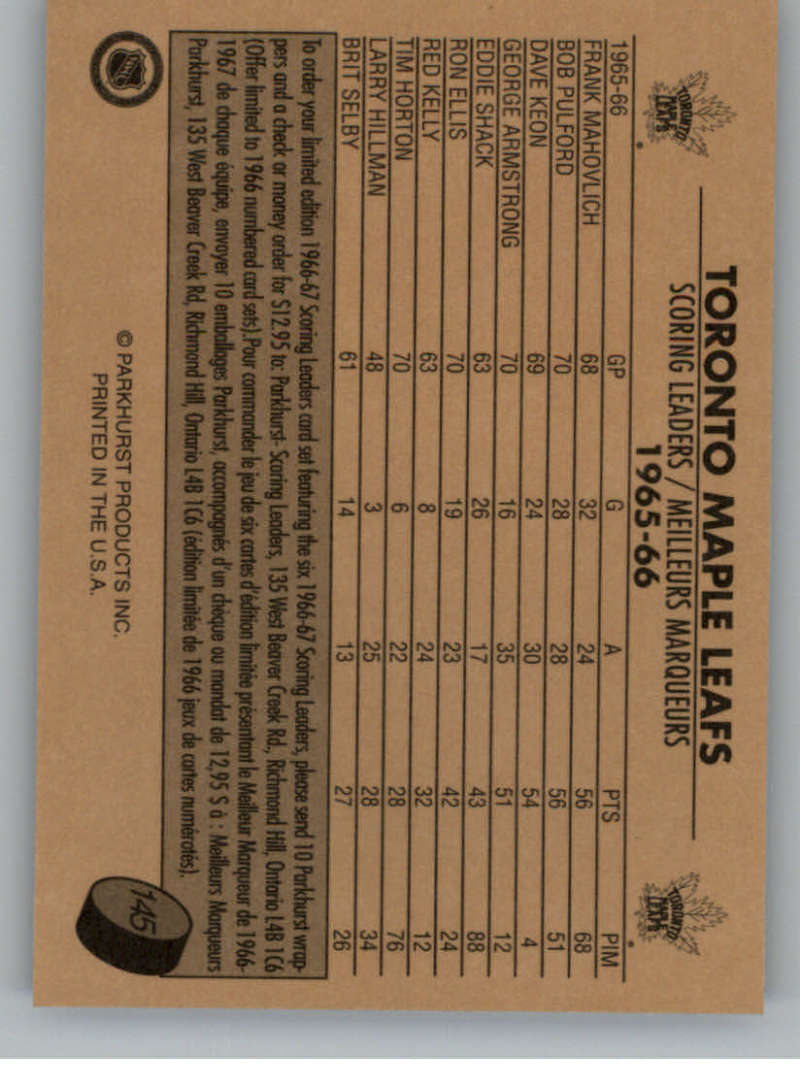 TORONTO MAPLE LEAFS
TORONTO MAPLE LEAFS
SCORING LEADERS / MEILLEURS MARQUEURS
1965-66
TORONTO MAPLE LEAFS
1965-66 GP G A PTS PIM
FRANK MAHOVLICH 68 32 24 56 68
BOB PULFORD 70 28 28 56 51
DAVE KEON 69 24 30 54 4
GEORGE ARMSTRONG 70 16 35 51 12
EDDIE SHACK 63 26 17 43 88
RON ELLIS 70 19 23 42 24
RED KELLY 63 8 24 32 12
TIM HORTON 70 6 22 28 76
LARRY HILLMAN 48 3 25 28 34
BRIT SELBY 61 14 13 27 26
To order your limited edition 1966-67 Scoring Leaders card set featuring the six 1966-67 Scoring Leaders, please send 10 Parkhurst wrap-
pers and a check or money order for $12.95 to: Parkhurst- Scoring Leaders, 135 West Beaver Creek Rd., Richmond Hill, Ontario L4B 1C6
(Offer limited to 1966 numbered card sets).Pour commander le jeu de six cartes d'édition limitée présentant le Meilleur Marqueur de 1966-
1967 de chaque équipe, envoyer 10 emballages Parkhurst, accompagnés d'un chèque ou mandat de 12,95 $ à : Meilleurs Marqueurs
Parkhurst, 135 West Beaver Creek Rd, Richmond Hill, Ontario L4B 1C6 (édition limitée de 1966 jeux de cartes numérotés).
NHL
© PARKHURST PRODUCTS INC.
PRINTED IN THE U.S.A.
145